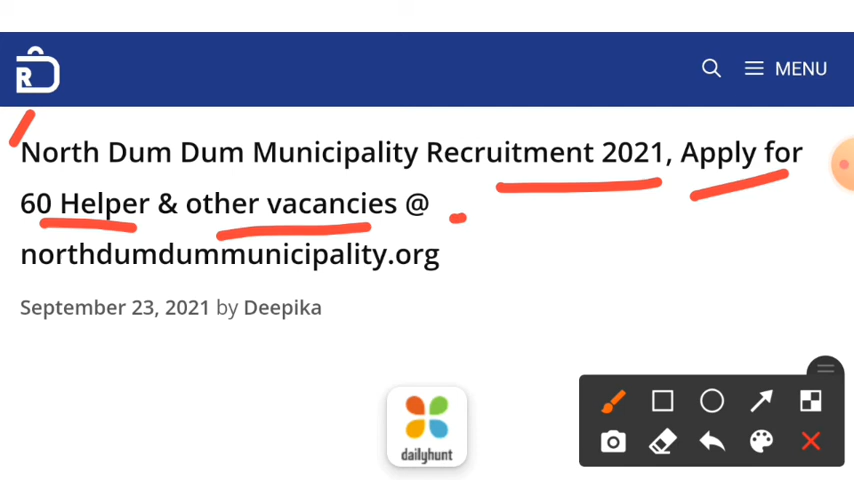 R
MENU
North Dum Dum Municipality Recruitment 2021, Apply for
60 Helper & other vacancies @
northdumdummunicipality.org
September 23, 2021 by Deepika
dailyhunt